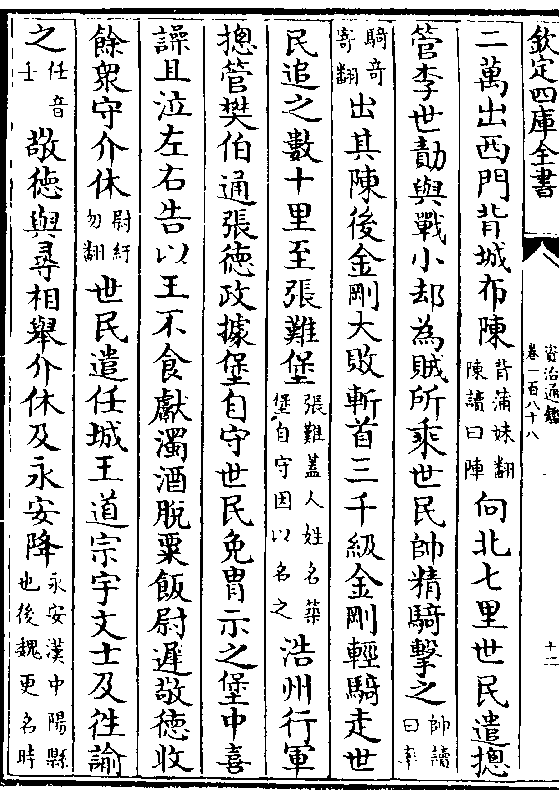 欽定四庫全書
資治通鑑
卷一百八十八
十二
二萬出西門背城布陳背蒲妹翻陳讀曰陣向北七里世民遣摠
管李世勣與戰小却為賊所乘世民帥精騎擊之帥讀曰率
騎奇寄翻出其陳後金剛大敗斬首三千級金剛輕騎走世
民追之數十里至張難堡張難蓋人姓名築堡自守因以名之浩州行軍
摠管樊伯通張徳政據堡自守世民免冑示之堡中喜
譟且泣左右告以王不食獻濁酒脫粟飯尉遲敬徳收
餘衆守介休尉紆勿翻世民遣任城王道宗宇文士及往諭
之任音壬敬徳與尋相舉介休及永安降永安漢中陽縣也後魏更名時